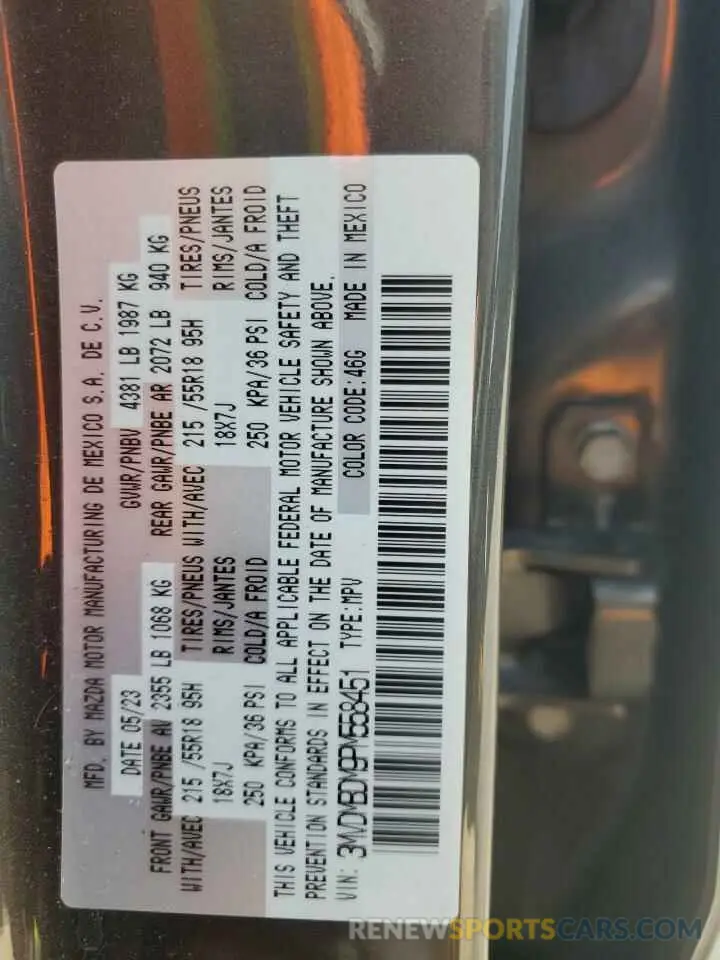 MFD. BY MAZDA MOTOR MANUFACTURING DE MEXICO S.A. DE C.V.
DATE 05/23 GVWR/PNBV 4381 LB 1987 KG
FRONT GAWR/PNBE AV 2355 LB 1068 KG REAR GAWR/PNBE AR 2072 LB 940 KG
WITH/AVEC 215 /55R18 95H TIRES/PNEUS WITH/AVEC 215 /55R18 95H TIRES/PNEUS
18X7J RIMS/JANTES 18X7J RIMS/JANTES
250 KPA/36 PSI COLD/A FROID 250 KPA/36 PSI COLD/A FROID
THIS VEHICLE CONFORMS TO ALL APPLICABLE FEDERAL MOTOR VEHICLE SAFETY AND THEFT
PREVENTION STANDARDS IN EFFECT ON THE DATE OF MANUFACTURE SHOWN ABOVE.
VIN: 3MVDMBDM9PM558451 TYPE:MPV COLOR CODE:46G MADE IN MEXICO
RENEWSPORTSCARS.COM